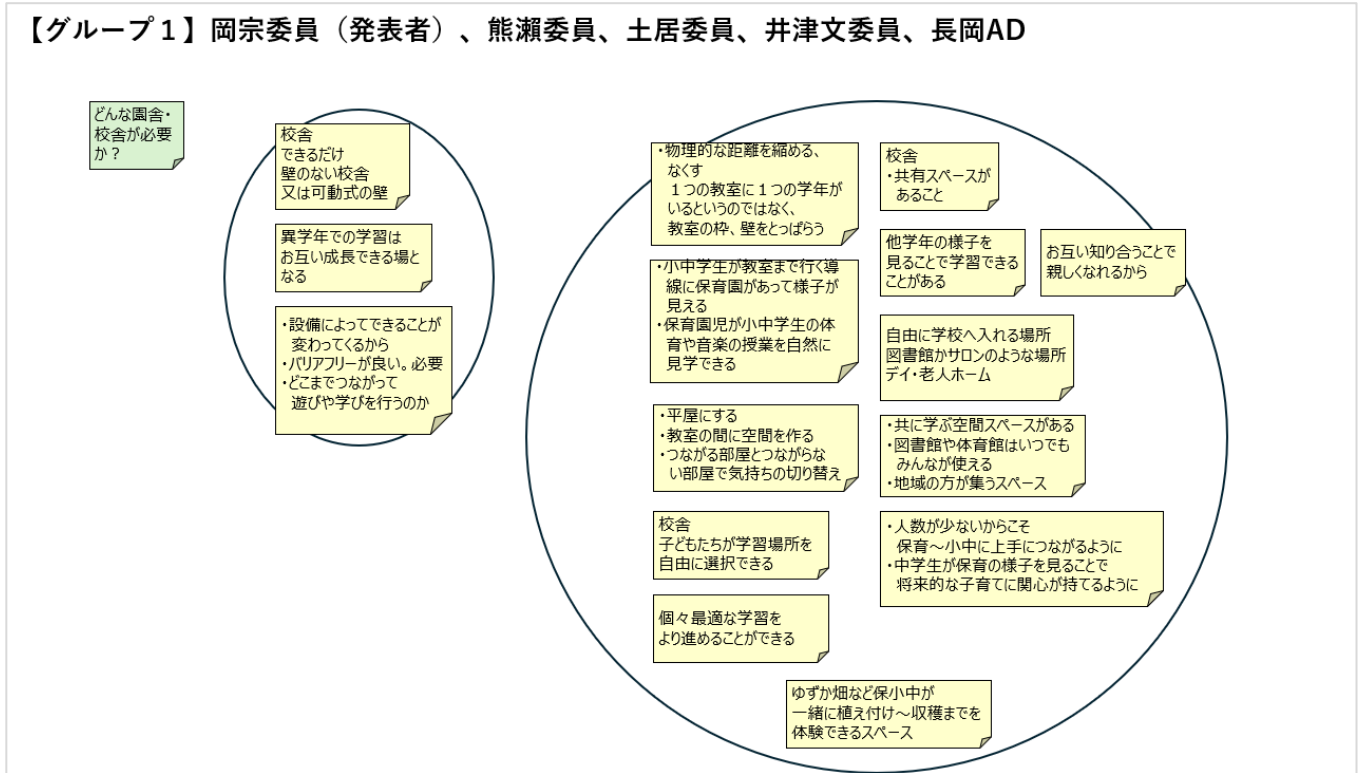 【グループ１】岡宗委員（発表者）、熊瀬委員、土居委員、井津文委員、長岡AD
どんな園舎・
校舎が必要
か？
校舎
できるだけ
壁のない校舎
又は可動式の壁
異学年での学習は
お互い成長できる場と
なる
・設備によってできることが
変わってくるから
・バリアフリーが良い。必要
・どこまでつながって
遊びや学びを行うのか
・物理的な距離を縮める、
なくす
１つの教室に１つの学年が
いるというのではなく、
教室の枠、壁をとっぱらう
・小中学生が教室まで行く導
線に保育園があって様子が
見える
・保育園児が小中学生の体
育や音楽の授業を自然に
見学できる
・平屋にする
・教室の間に空間を作る
・つながる部屋とつながらな
い部屋で気持ちの切り替え
校舎
子どもたちが学習場所を
自由に選択できる
個々最適な学習を
より進めることができる
校舎
・共有スペースが
あること
他学年の様子を
見ることで学習できる
ことがある
お互い知り合うことで
親しくなれるから
自由に学校へ入れる場所
図書館かサロンのような場所
デイ・老人ホーム
・共に学ぶ空間スペースがある
・図書館や体育館はいつでも
みんなが使える
・地域の方が集うスペース
・人数が少ないからこそ
保育～小中に上手につながるように
・中学生が保育の様子を見ることで
将来的な子育てに関心が持てるように
ゆずか畑など保小中が
一緒に植え付け～収穫までを
体験できるスペース